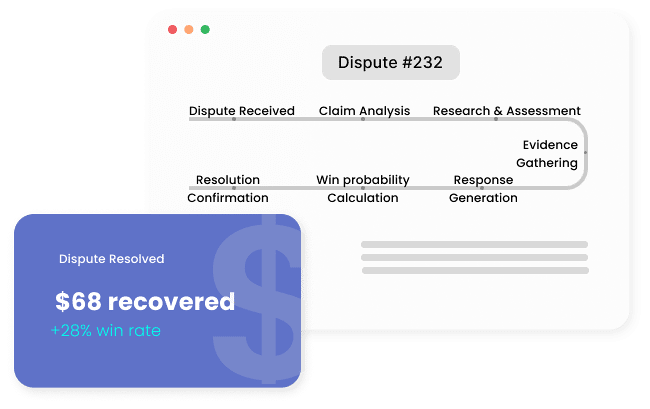 Dispute #232
Dispute Received Claim Analysis Research & Assessment
Evidence
Gathering
Resolution Win probability Response
Confirmation Calculation Generation
Dispute Resolved
$
$68 recovered
+28% win rate